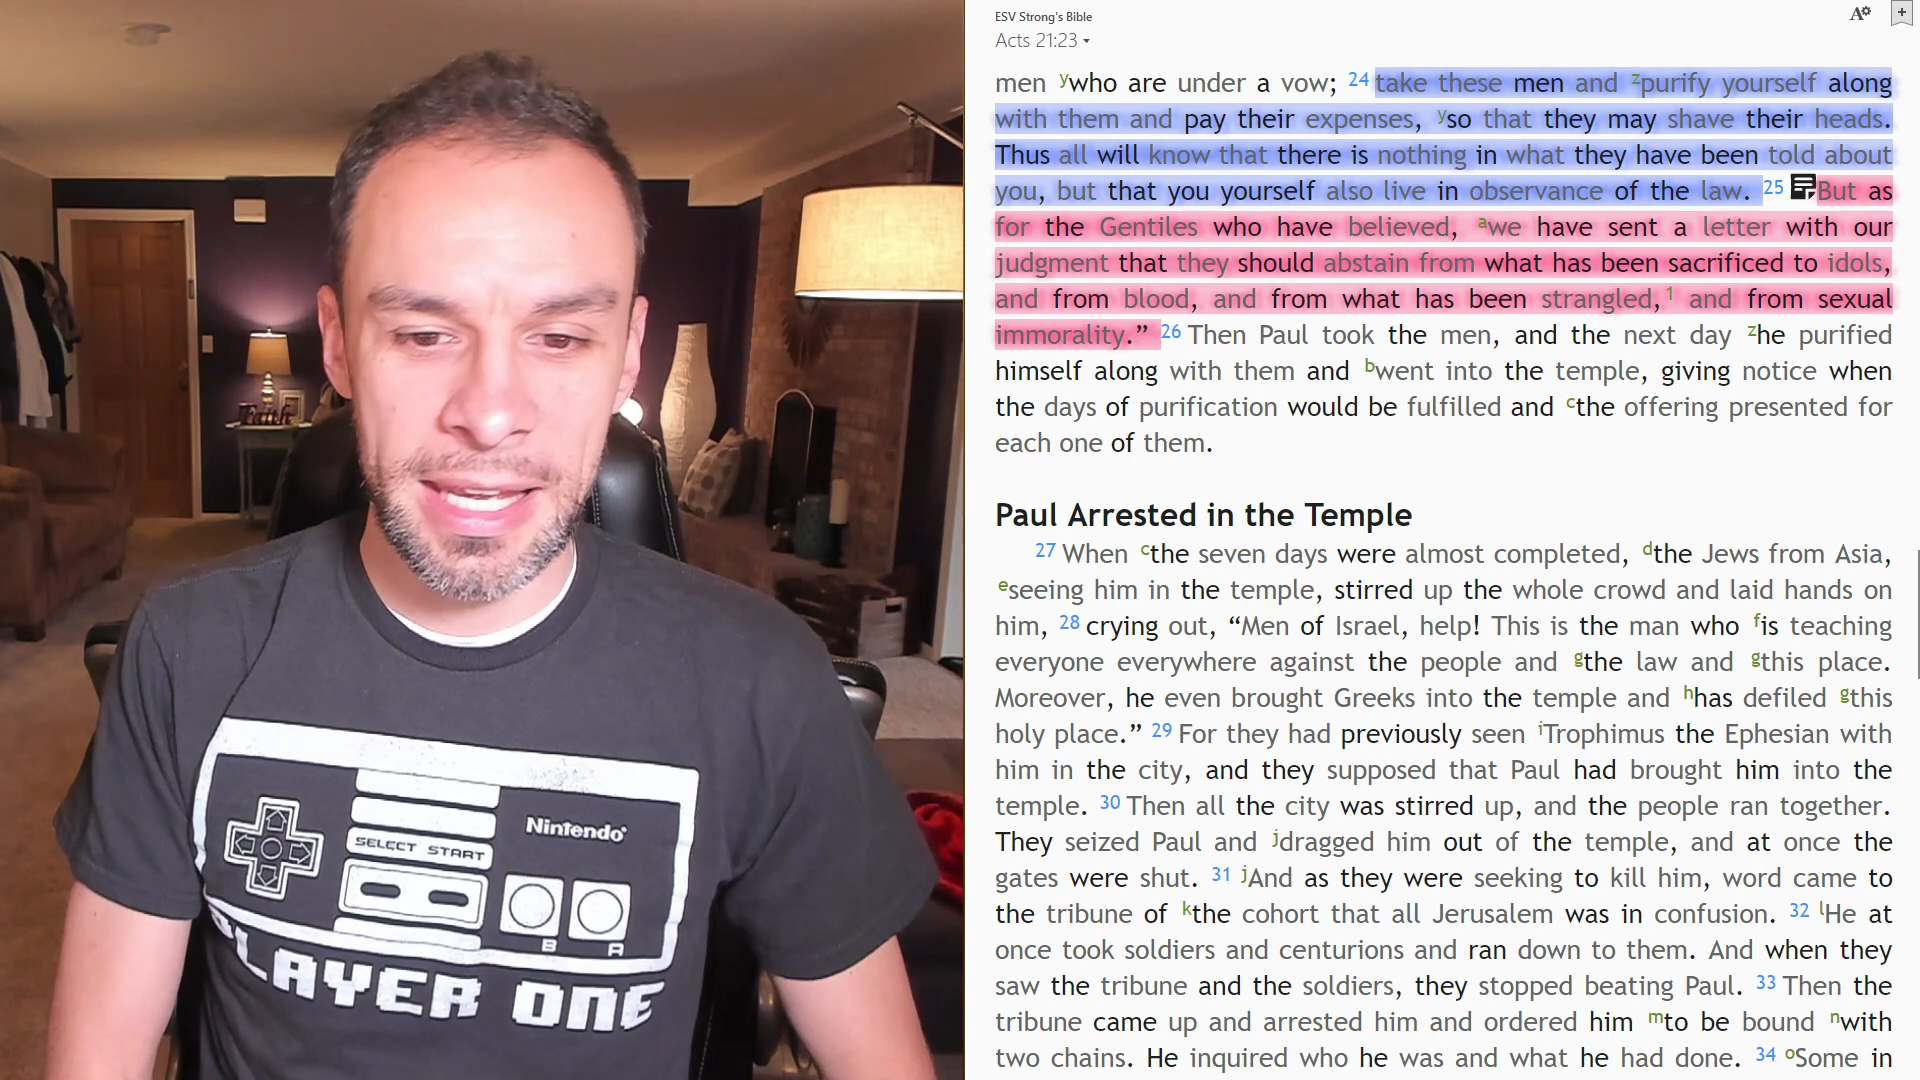 Faith
Nintendo
SELECT START
B A
PLAYER ONE
ESV Strong's Bible
Acts 21:23
men ʸwho are under a vow; 24 take these men and ᶻpurify yourself along
with them and pay their expenses, ʸso that they may shave their heads.
Thus all will know that there is nothing in what they have been told about
you, but that you yourself also live in observance of the law. 25 But as
for the Gentiles who have believed, ᵃwe have sent a letter with our
judgment that they should abstain from what has been sacrificed to idols,
and from blood, and from what has been strangled,¹ and from sexual
immorality.” 26 Then Paul took the men, and the next day ᶻhe purified
himself along with them and ᵇwent into the temple, giving notice when
the days of purification would be fulfilled and ᶜthe offering presented for
each one of them.
Paul Arrested in the Temple
27 When ᶜthe seven days were almost completed, ᵈthe Jews from Asia,
ᵉseeing him in the temple, stirred up the whole crowd and laid hands on
him, 28 crying out, “Men of Israel, help! This is the man who ᶠis teaching
everyone everywhere against the people and ᵍthe law and ᵍthis place.
Moreover, he even brought Greeks into the temple and ʰhas defiled ᵍthis
holy place.” 29 For they had previously seen ⁱTrophimus the Ephesian with
him in the city, and they supposed that Paul had brought him into the
temple. 30 Then all the city was stirred up, and the people ran together.
They seized Paul and ʲdragged him out of the temple, and at once the
gates were shut. 31 ʲAnd as they were seeking to kill him, word came to
the tribune of ᵏthe cohort that all Jerusalem was in confusion. 32 ˡHe at
once took soldiers and centurions and ran down to them. And when they
saw the tribune and the soldiers, they stopped beating Paul. 33 Then the
tribune came up and arrested him and ordered him ᵐto be bound ⁿwith
two chains. He inquired who he was and what he had done. 34 ᵒSome in